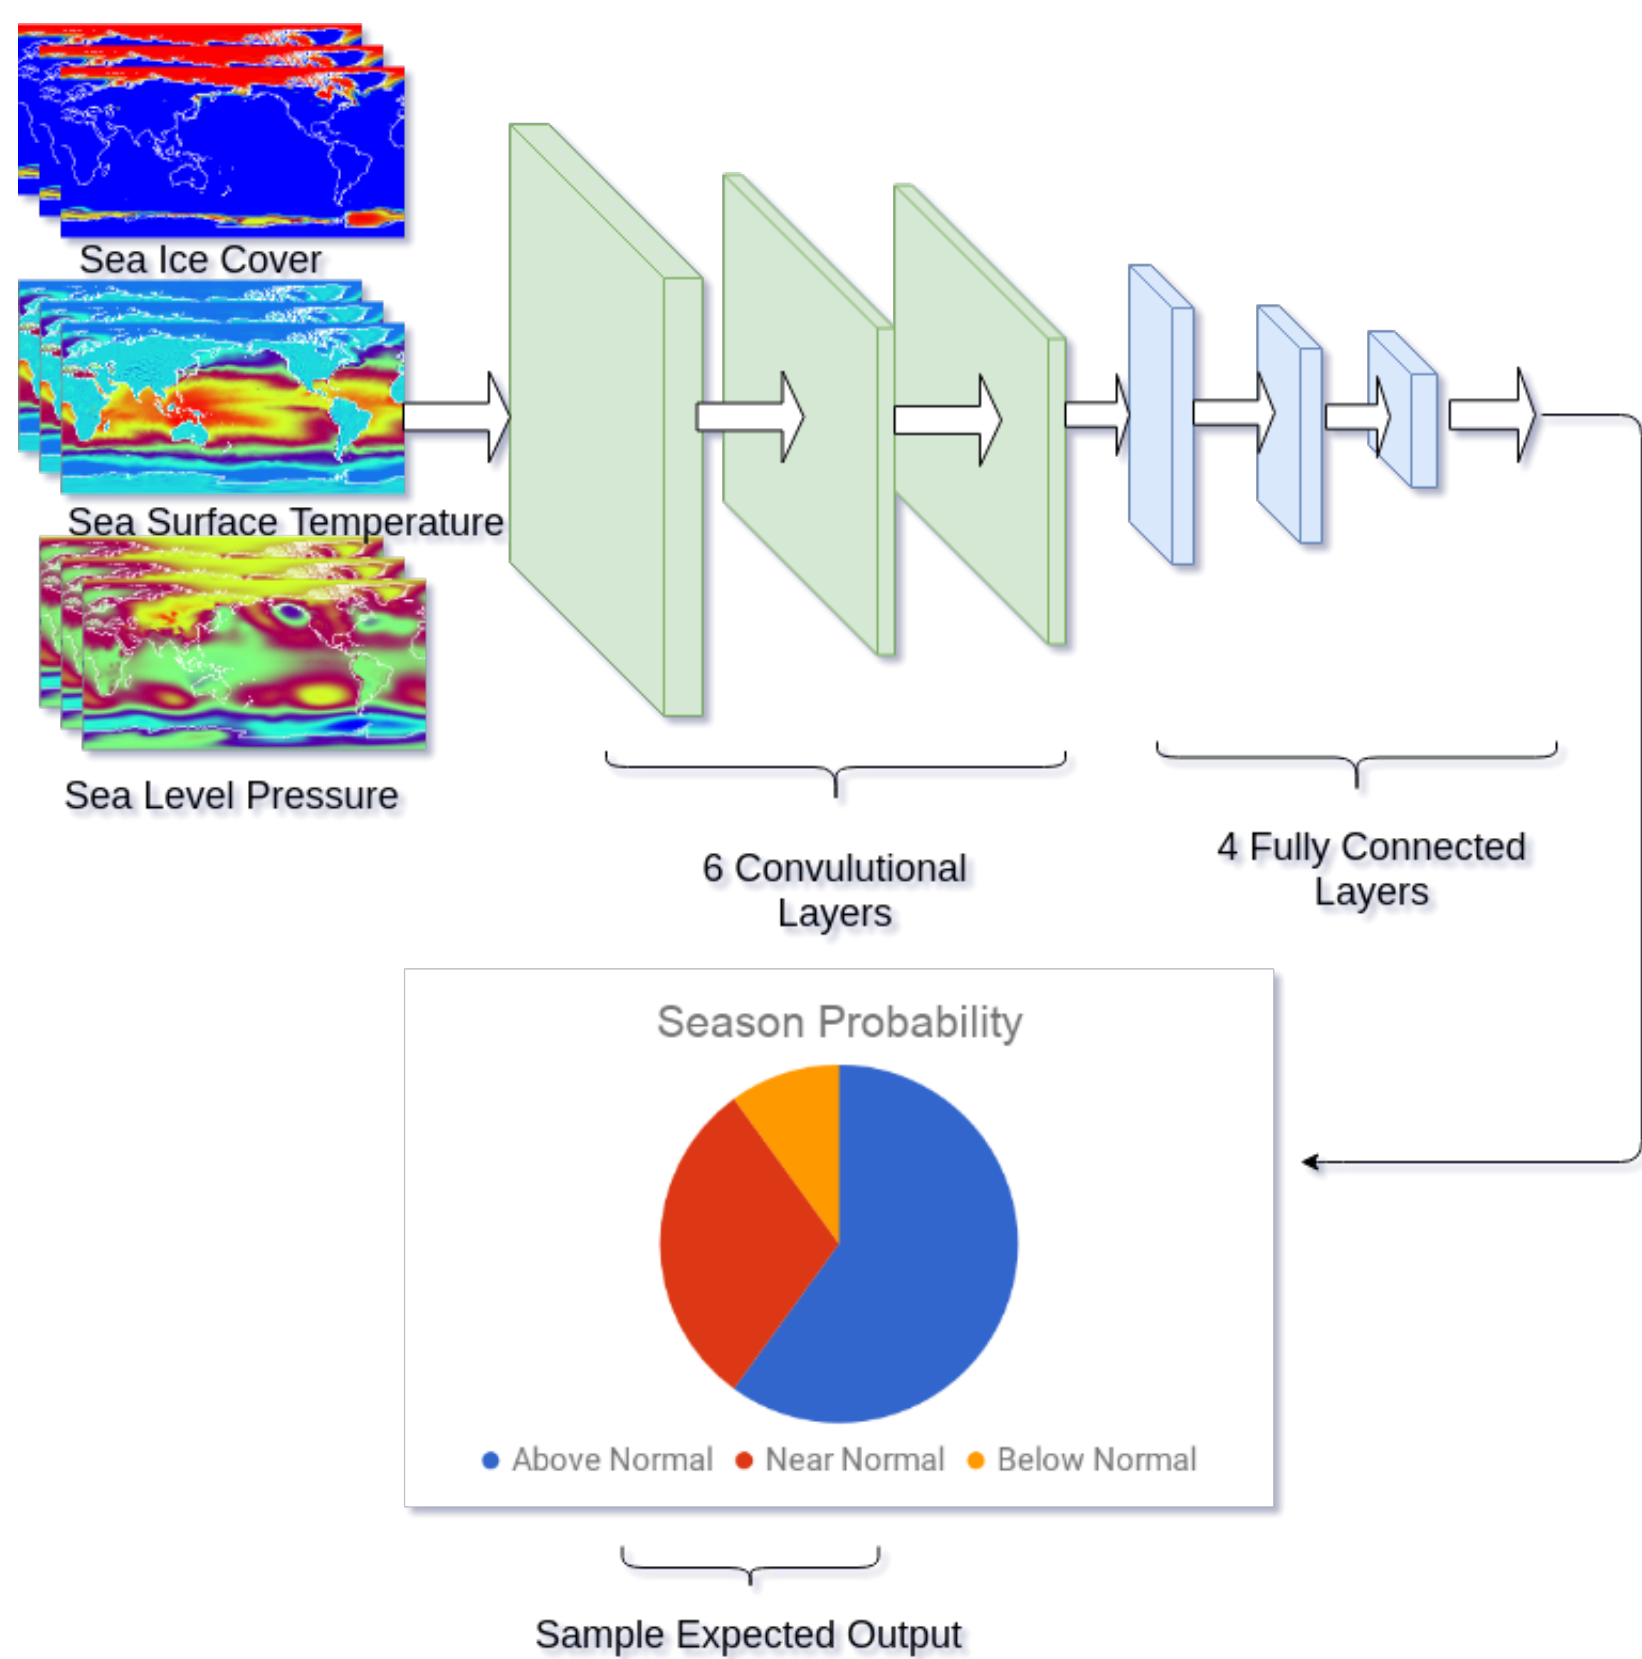 Sea Ice Cover
Sea Surface Temperature
Sea Level Pressure
6 Convulutional
Layers
4 Fully Connected
Layers
Season Probability
Above Normal
Near Normal
Below Normal
Sample Expected Output